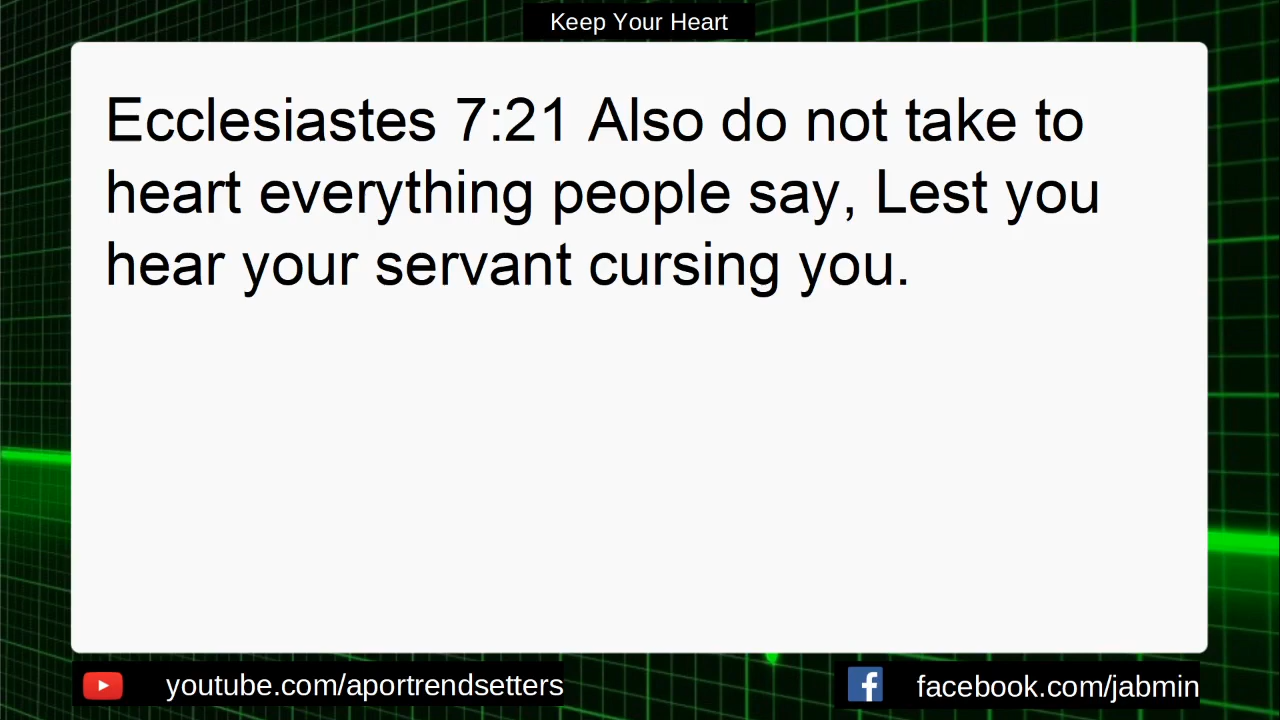 Keep Your Heart
Ecclesiastes 7:21 Also do not take to
heart everything people say, Lest you
hear your servant cursing you.
youtube.com/aportrendsetters
facebook.com/jabmin